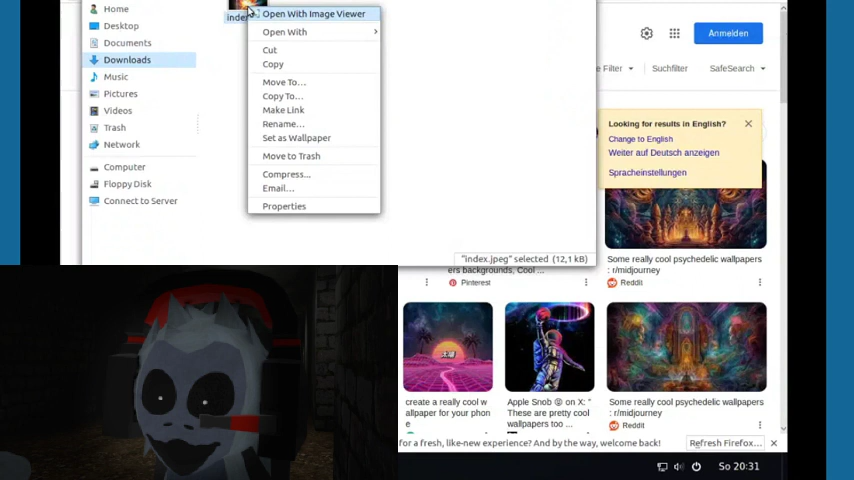 Home
Desktop
Documents
Downloads
Music
Pictures
Videos
Trash
Network
Computer
Floppy Disk
Connect to Server
Open With Image Viewer
Open With
Cut
Copy
Move To...
Copy To...
Make Link
Rename...
Set as Wallpaper
Move to Trash
Compress...
Email...
Properties
"index.jpeg" selected (12,1 kB)
Anmelden
e Filter
Suchfilter
SafeSearch
Looking for results in English?
Change to English
Weiter auf Deutsch anzeigen
Spracheinstellungen
ers backgrounds, Cool ...
Pinterest
Some really cool psychedelic wallpapers
: r/midjourney
Reddit
create a really cool w
allpaper for your phon
e
Apple Snob @ on X: "
These are pretty cool
wallpapers too ...
Some really cool psychedelic wallpapers
: r/midjourney
Reddit
for a fresh, like-new experience? And by the way, welcome back!
Refresh Firefox...
So 20:31